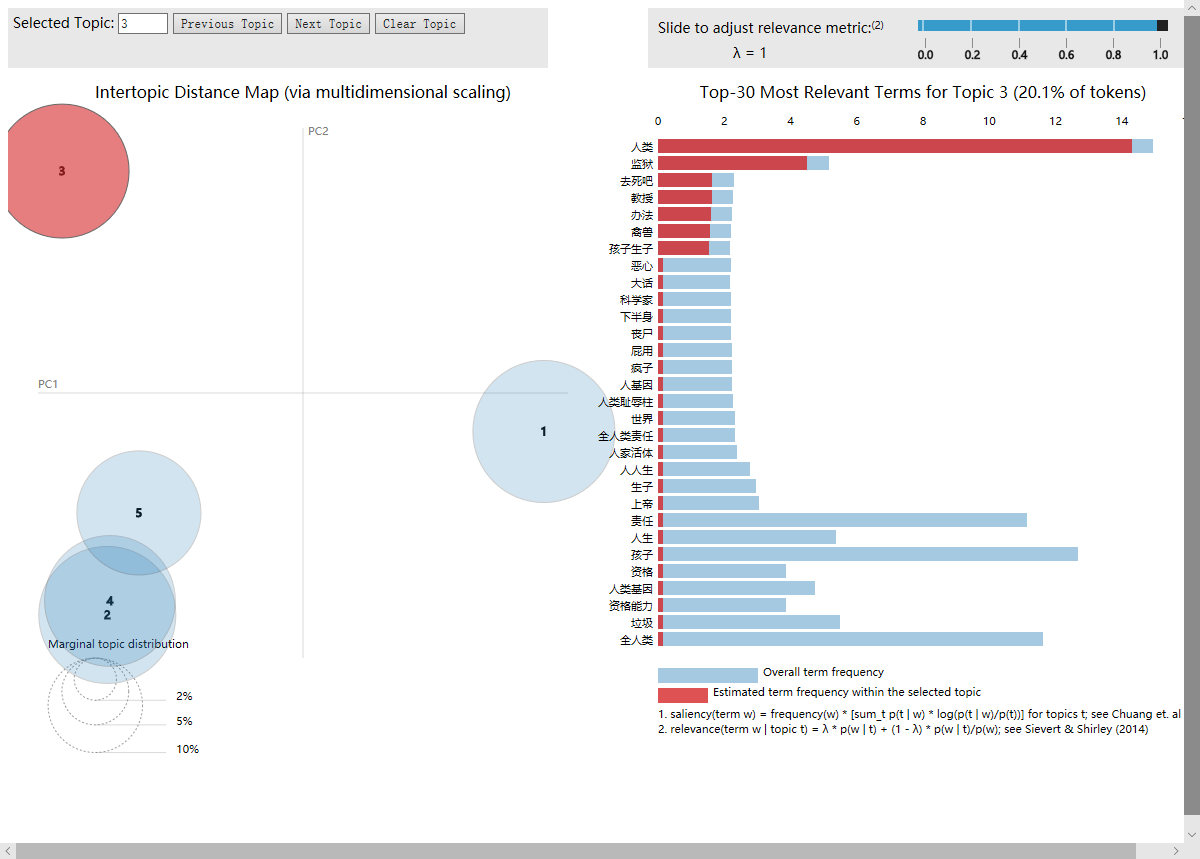 Selected Topic: 3 Previous Topic Next Topic Clear Topic
Slide to adjust relevance metric:(2)
λ = 1
0.0 0.2 0.4 0.6 0.8 1.0
Intertopic Distance Map (via multidimensional scaling)
PC2
PC1
3
1
5
4
2
Marginal topic distribution
2%
5%
10%
Top-30 Most Relevant Terms for Topic 3 (20.1% of tokens)
0 2 4 6 8 10 12 14
人类
监狱
去死吧
教授
办法
禽兽
孩子生子
恶心
大话
科学家
下半身
丧尸
屁用
疯子
人基因
人类耻辱柱
世界
全人类责任
人家活体
人人生
生子
上帝
责任
人生
孩子
资格
人类基因
资格能力
垃圾
全人类
Overall term frequency
Estimated term frequency within the selected topic
1. saliency(term w) = frequency(w) * [sum_t p(t | w) * log(p(t | w)/p(t))] for topics t; see Chuang et. al
2. relevance(term w | topic t) = λ * p(w | t) + (1 - λ) * p(w | t)/p(w); see Sievert & Shirley (2014)